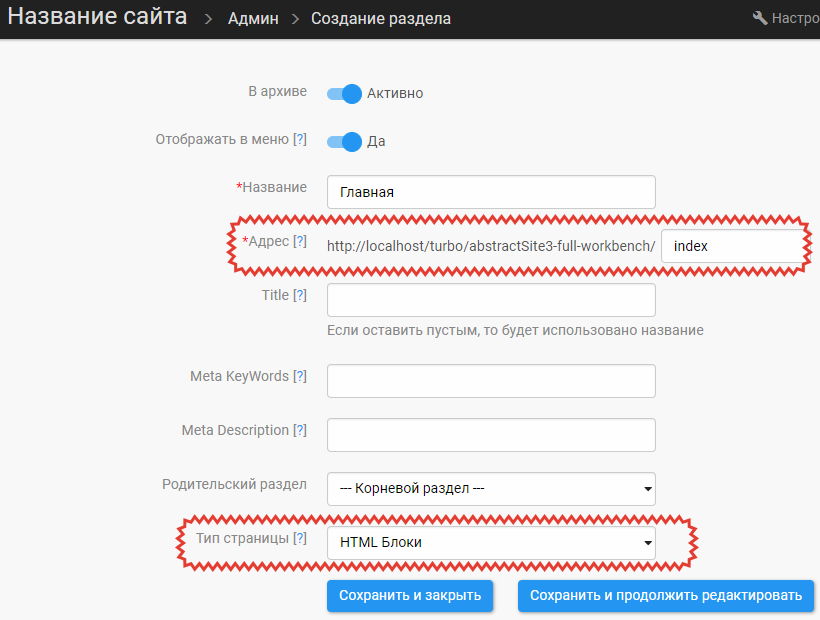 Название сайта > Админ > Создание раздела Настро
В архиве Активно
Отображать в меню [?] Да
*Название Главная
*Адрес [?] http://localhost/turbo/abstractSite3-full-workbench/ index
Title [?]
Если оставить пустым, то будет использовано название
Meta KeyWords [?]
Meta Description [?]
Родительский раздел --- Корневой раздел ---
Тип страницы [?] HTML Блоки
Сохранить и закрыть Сохранить и продолжить редактировать